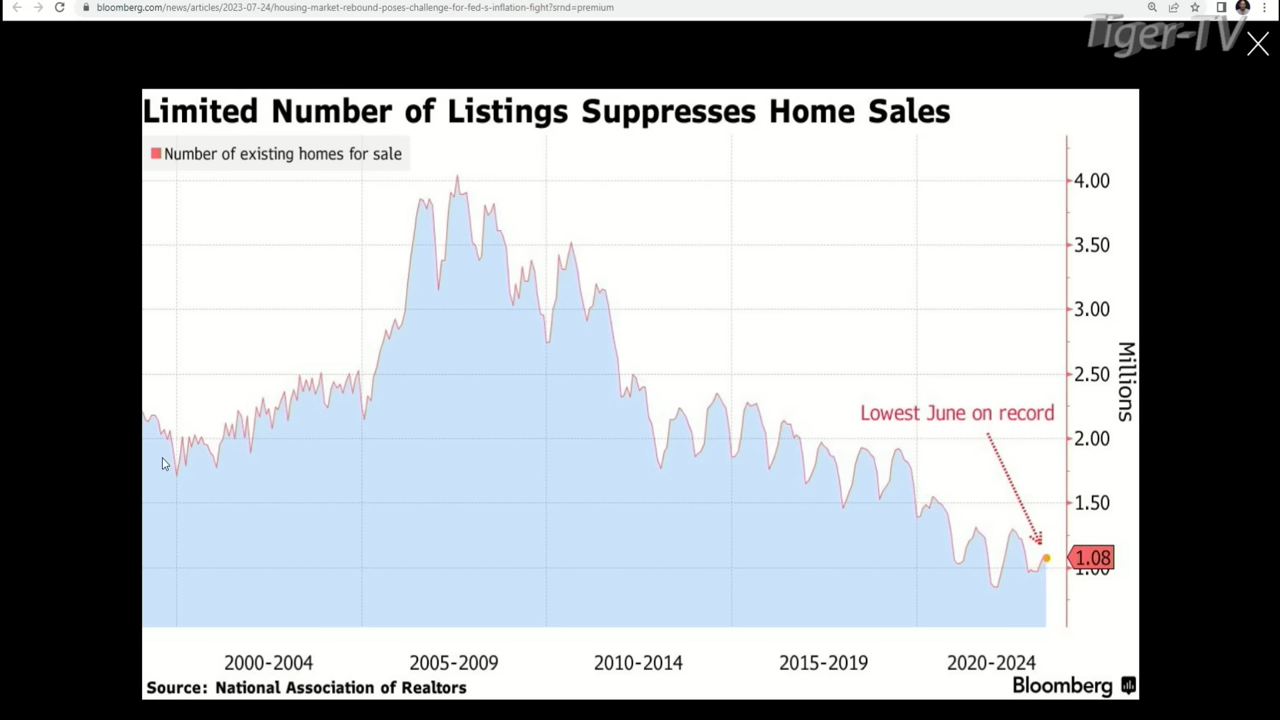 bloomberg.com/news/articles/2023-07-24/housing-market-rebound-poses-challenge-for-fed-s-inflation-fight?srnd=premium
Tiger-TV
Limited Number of Listings Suppresses Home Sales
Number of existing homes for sale
4.00
3.50
3.00
2.50
2.00
1.50
1.08
1.00
Millions
Lowest June on record
2000-2004
2005-2009
2010-2014
2015-2019
2020-2024
Source: National Association of Realtors
Bloomberg